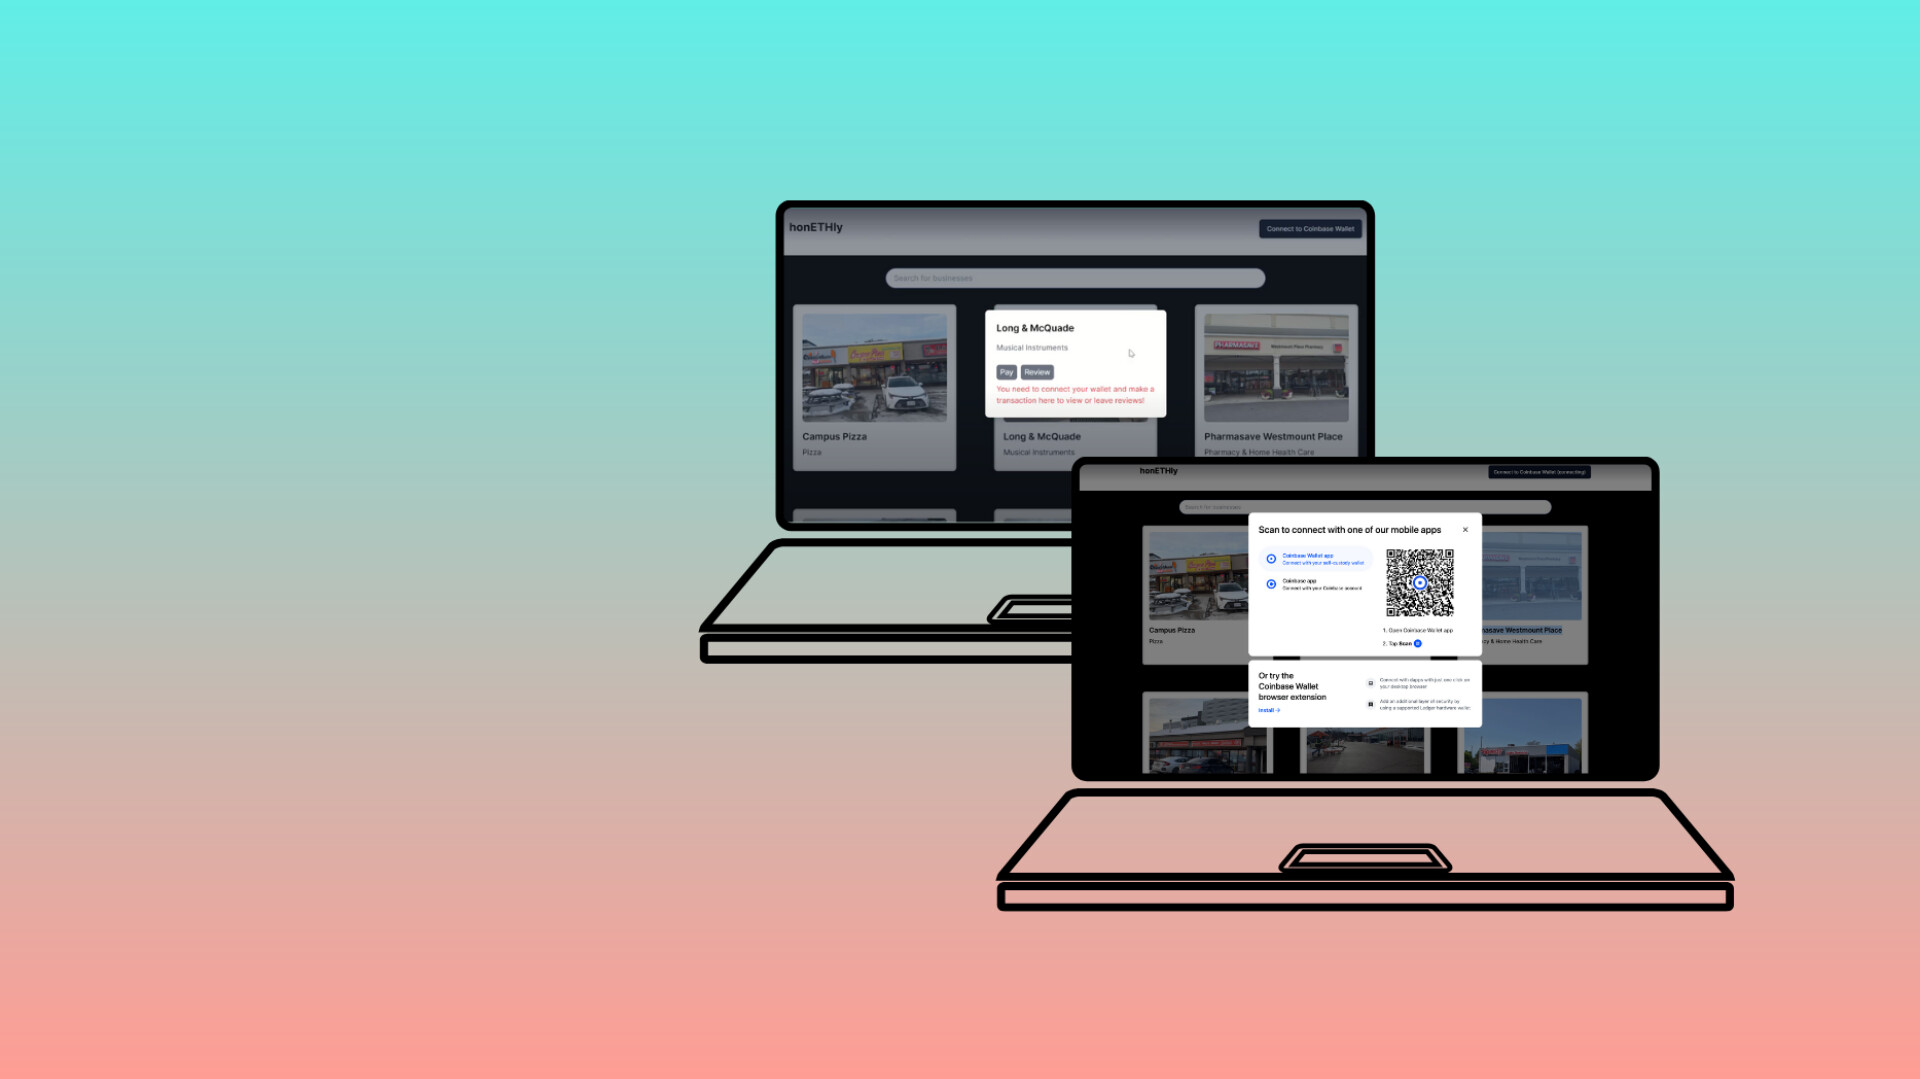 honETHly
Connect to Coinbase Wallet
Search for businesses
Long & McQuade
Musical Instruments
Pay
Review
You need to connect your wallet and make a
transaction here to view or leave reviews!
Campus Pizza
Pizza
Long & McQuade
Musical Instruments
PHARMASAVE
Westmount Place Pharmacy
Pharmasave Westmount Place
Pharmacy & Home Health Care
honETHly
Connect to Coinbase Wallet (connecting)
Search for businesses
Scan to connect with one of our mobile apps
Coinbase Wallet app
Connect with your self-custody wallet
Coinbase app
Connect with your Coinbase account
1. Open Coinbase Wallet app
2. Tap Scan
Campus Pizza
Pizza
Westmount Place
& Home Health Care
Or try the
Coinbase Wallet
browser extension
Install
Connect with dapps with just one click on
your desktop browser
Add an additional layer of security by
using a supported Ledger hardware wallet